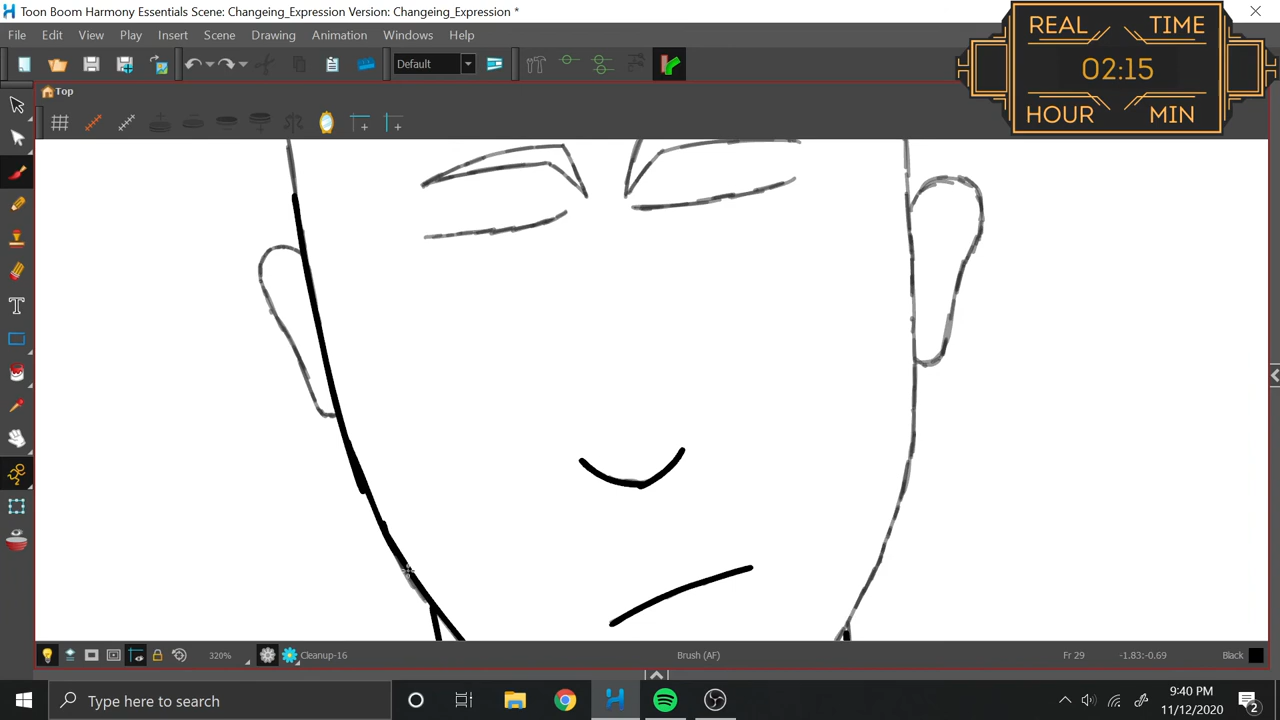 Toon Boom Harmony Essentials Scene: Changeing_Expression Version: Changeing_Expression *
File Edit View Play Insert Scene Drawing Animation Windows Help
REAL TIME
02:15
HOUR MIN
Default
Top
320% Cleanup-16 Brush (AF) Fr 29 -1.83:-0.69 Black
Type here to search
9:40 PM
11/12/2020
2